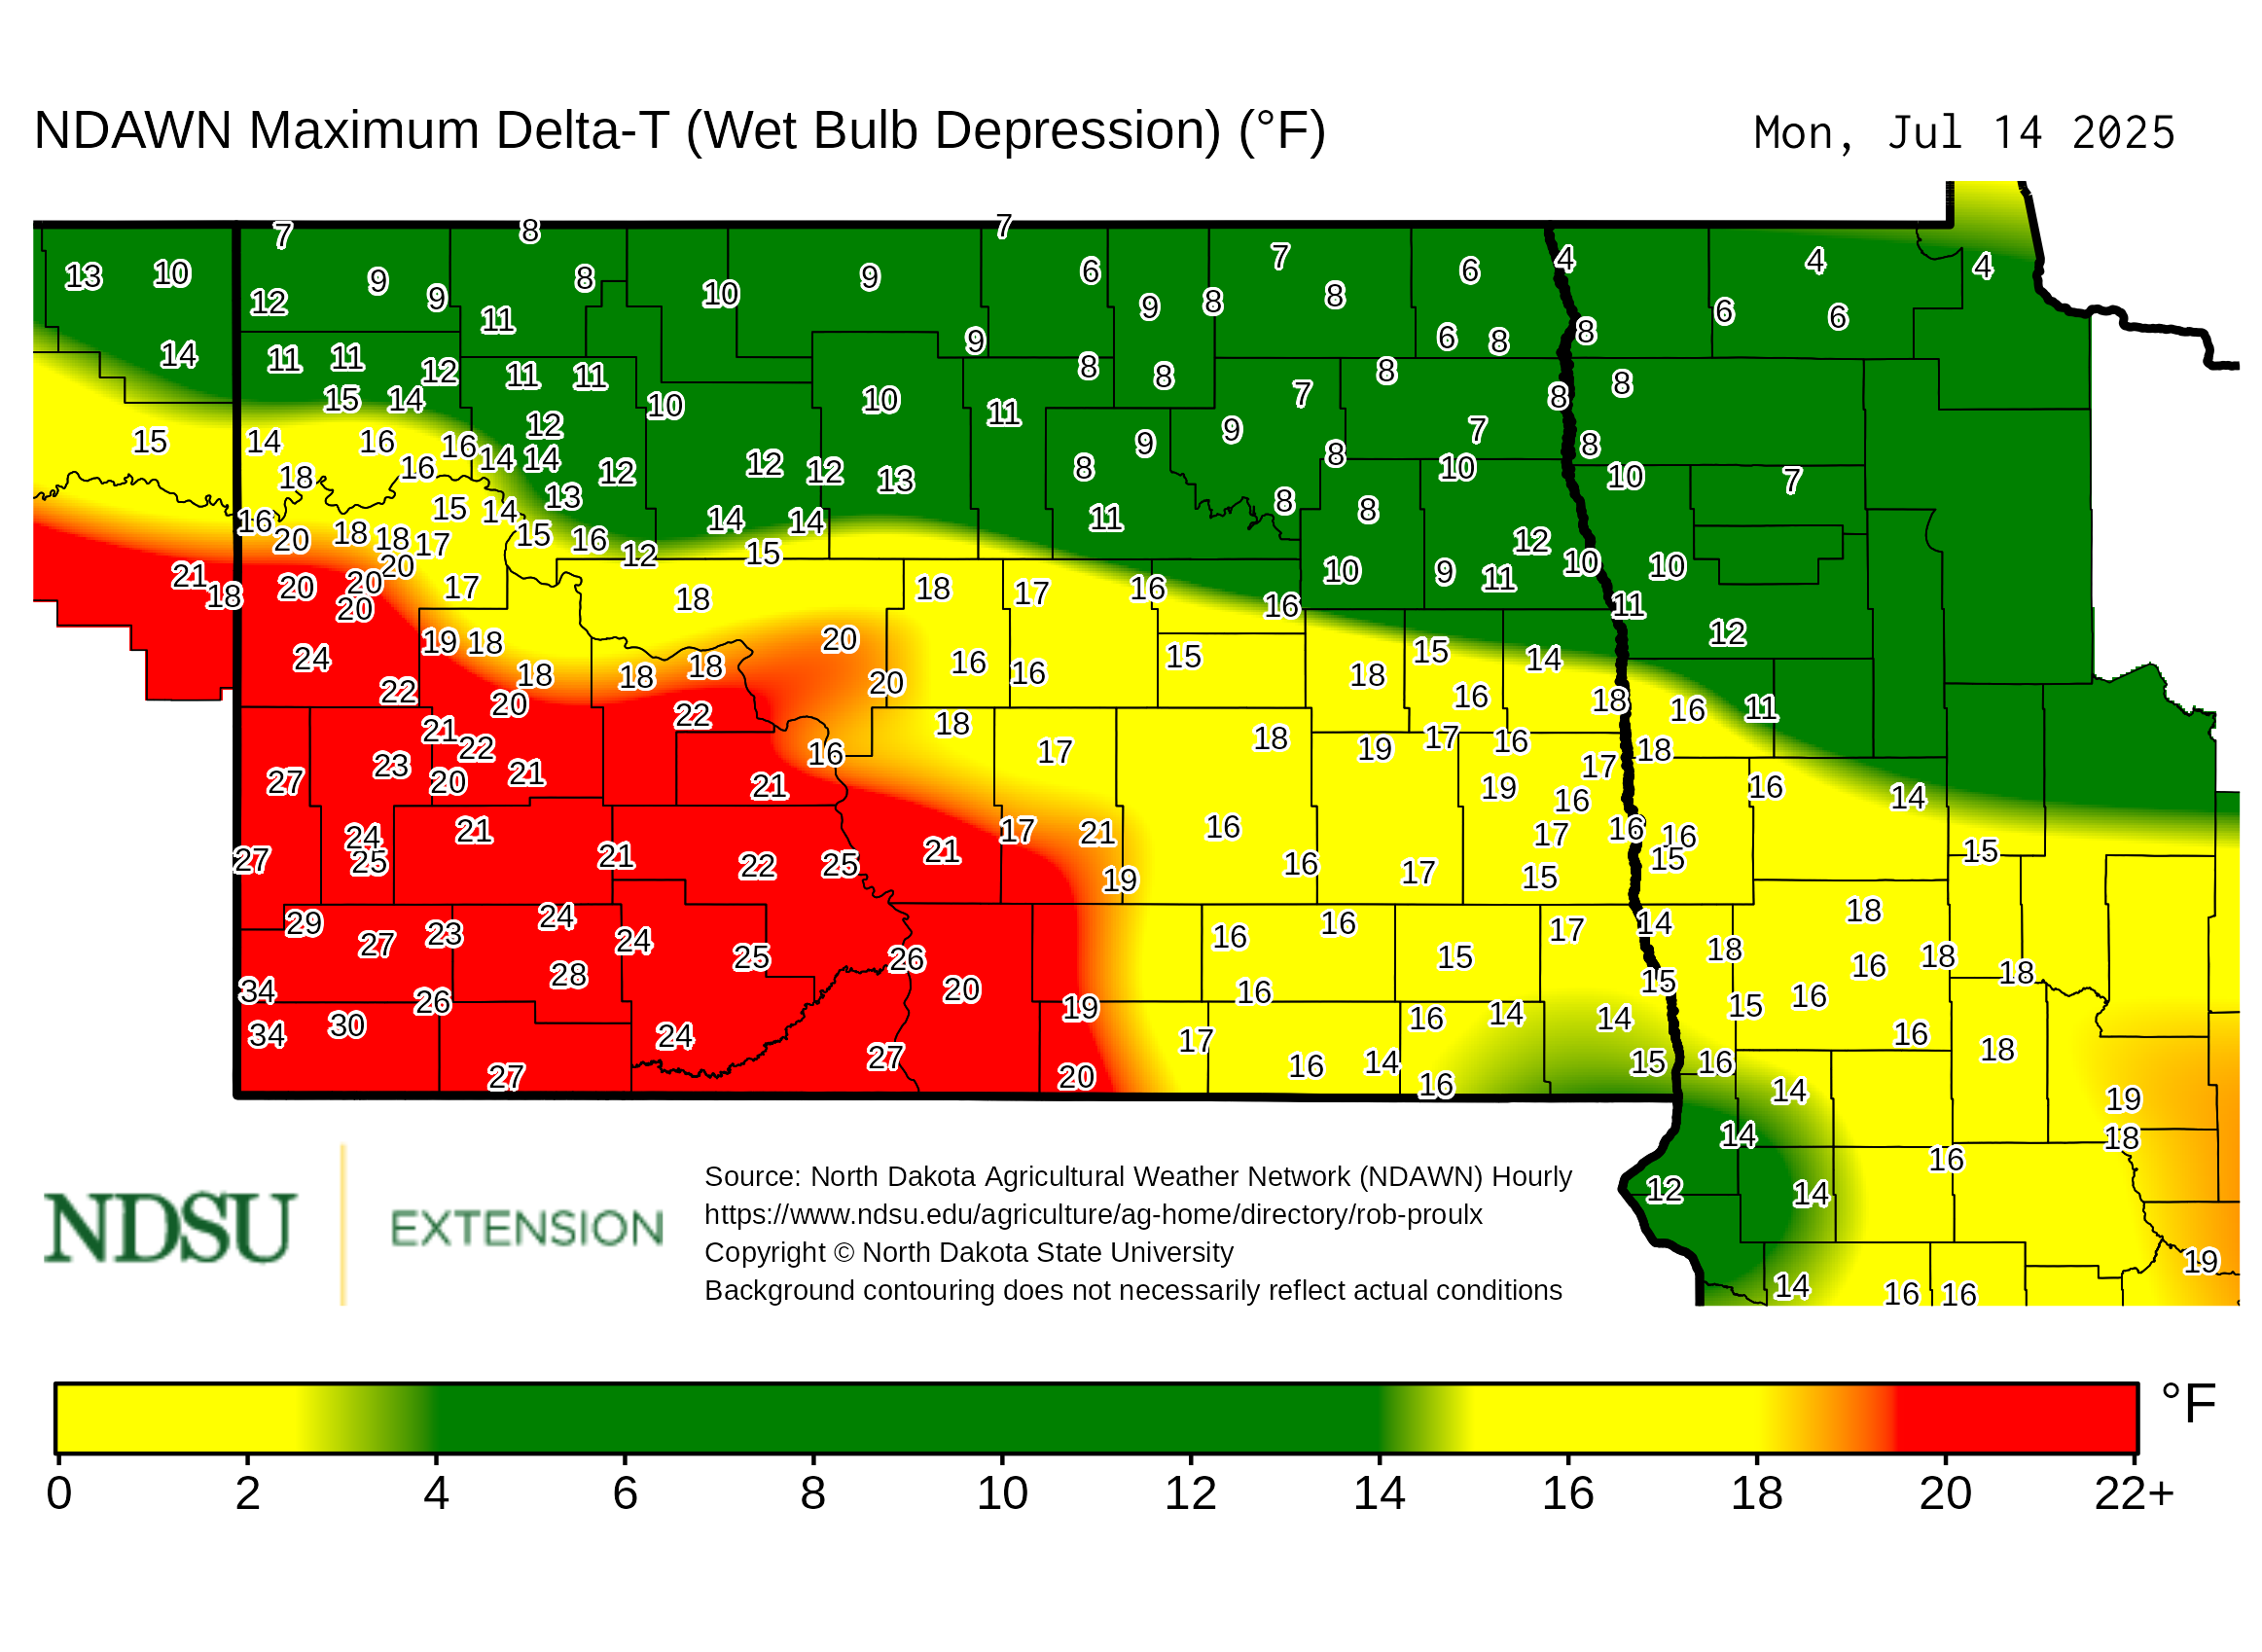 NDAWN Maximum Delta-T (Wet Bulb Depression) (°F)
Mon, Jul 14 2025
7 8 7
13 10 9 9 8 10 9 6 7 6 4 4 4
12 11 9 8 8 6 6
14 11 11 12 11 11 9 8 8 8 6 8 8
15 14 12 10 10 11 7 8 8
15 14 16 16 14 14 9 9 7 8
18 16 13 12 12 12 13 8 8 10 10 7
16 15 14 14 14 11 8 8
20 18 18 17 15 16 12 15 12
21 18 20 20 20 20 17 18 18 17 16 10 9 11 10 10
16 11
24 19 18 20 16 16 15 15 14 12
22 18 20 18 18 20 18 16 18 16 11
21 22 22 18 18 17 16 18
27 23 20 21 21 16 17 19 17
19 16 16 14
27 24 25 21 21 22 25 21 17 21 19 16 16 17 17 15 16 16 15 15
29 27 23 24 24 25 26 16 16 15 17 14 18 18
34 28 26 20 19 16 15 16 18 18
34 30 24 27 17 16 14 14 15 16
27 20 16 14 16 15 16 14 18
19
14 18
12 14 16
19
14 16 16
NDSU
EXTENSION
Source: North Dakota Agricultural Weather Network (NDAWN) Hourly
https://www.ndsu.edu/agriculture/ag-home/directory/rob-proulx
Copyright © North Dakota State University
Background contouring does not necessarily reflect actual conditions
°F
0 2 4 6 8 10 12 14 16 18 20 22+